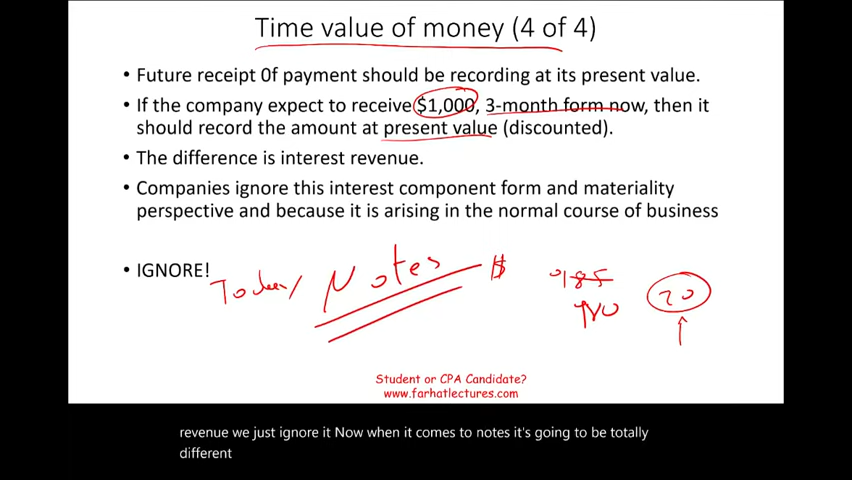 Time value of money (4 of 4)
• Future receipt 0f payment should be recording at its present value.
• If the company expect to receive $1,000, 3-month form now, then it
should record the amount at present value (discounted).
• The difference is interest revenue.
• Companies ignore this interest component form and materiality
perspective and because it is arising in the normal course of business
• IGNORE!
Today Notes $ 985 20
NO
Student or CPA Candidate?
www.farhatlectures.com
revenue we just ignore it Now when it comes to notes it's going to be totally
different